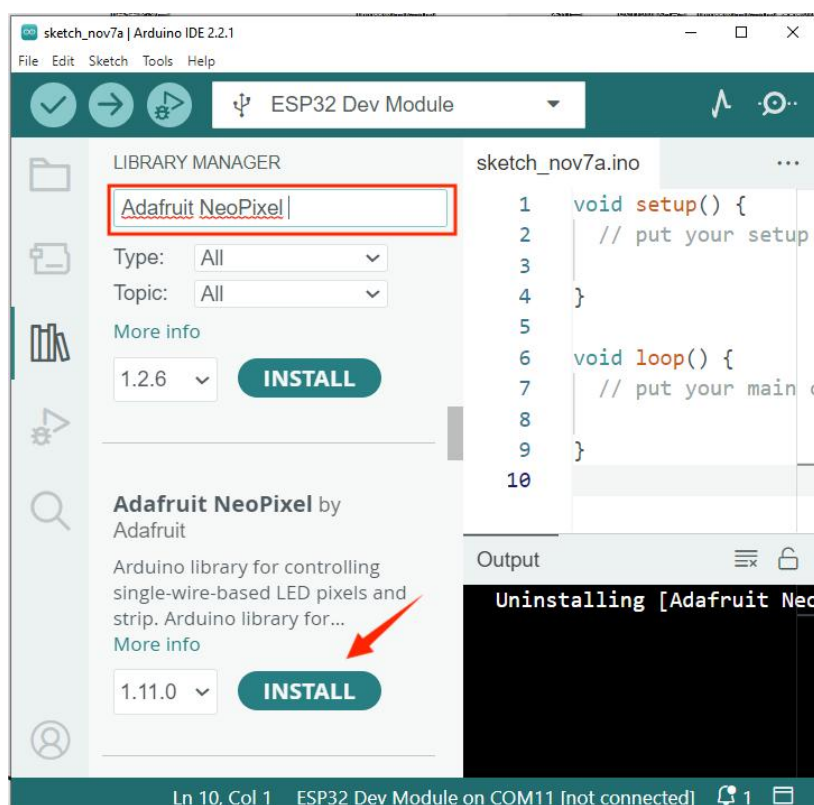 sketch_nov7a | Arduino IDE 2.2.1
File Edit Sketch Tools Help
ESP32 Dev Module
LIBRARY MANAGER
Adafruit NeoPixel
Type: All
Topic: All
More info
1.2.6 INSTALL
Adafruit NeoPixel by
Adafruit
Arduino library for controlling
single-wire-based LED pixels and
strip. Arduino library for...
More info
1.11.0 INSTALL
sketch_nov7a.ino ...
1 void setup() {
2 // put your setup
3
4 }
5
6 void loop() {
7 // put your main
8
9 }
10
Output
Uninstalling [Adafruit Neo
Ln 10, Col 1 ESP32 Dev Module on COM11 [not connected] 1